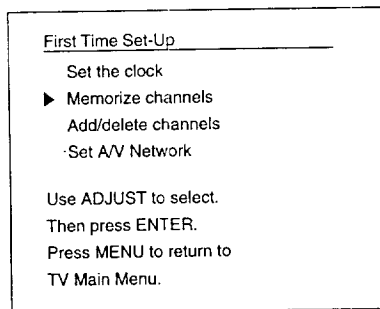 First Time Set-Up
Set the clock
▶ Memorize channels
Add/delete channels
Set A/V Network
Use ADJUST to select.
Then press ENTER.
Press MENU to return to
TV Main Menu.